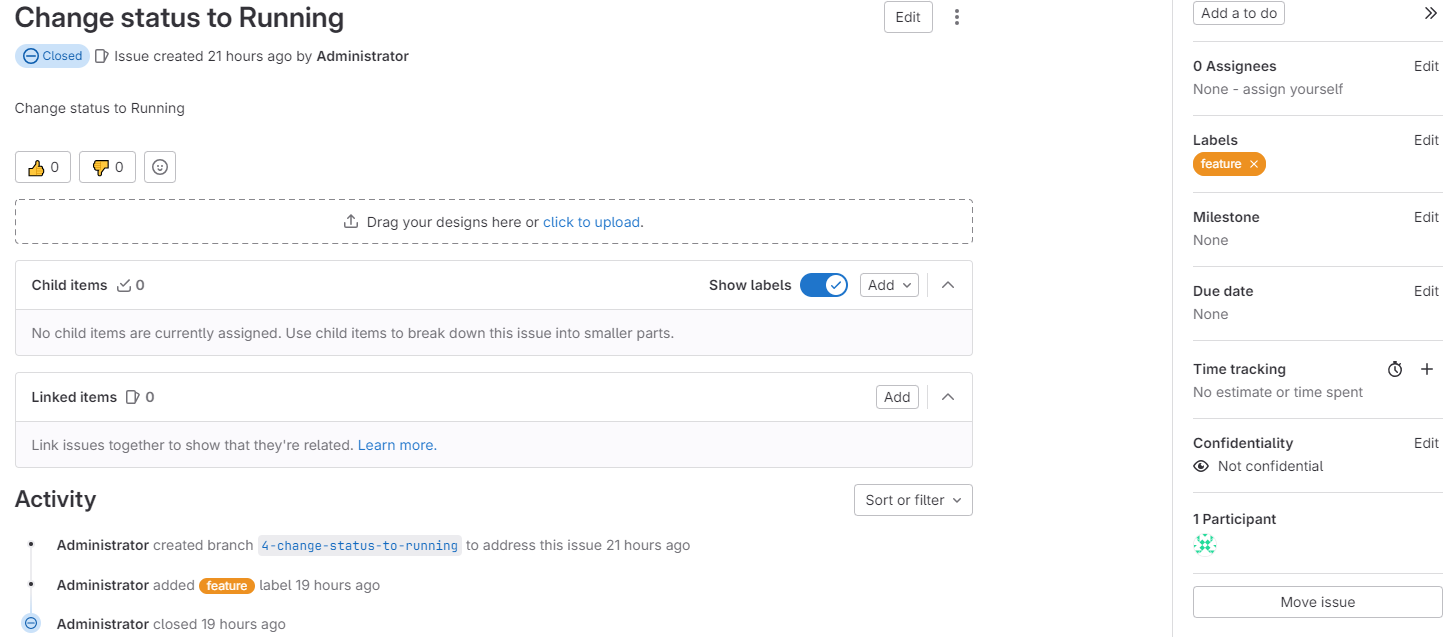 Change status to Running
Edit
Closed Issue created 21 hours ago by Administrator
Change status to Running
0 0
Drag your designs here or click to upload.
Child items 0 Show labels Add
No child items are currently assigned. Use child items to break down this issue into smaller parts.
Linked items 0 Add
Link issues together to show that they're related. Learn more.
Activity Sort or filter
Administrator created branch 4-change-status-to-running to address this issue 21 hours ago
Administrator added feature label 19 hours ago
Administrator closed 19 hours ago
Add a to do
0 Assignees Edit
None - assign yourself
Labels Edit
feature
Milestone Edit
None
Due date Edit
None
Time tracking
No estimate or time spent
Confidentiality Edit
Not confidential
1 Participant
Move issue